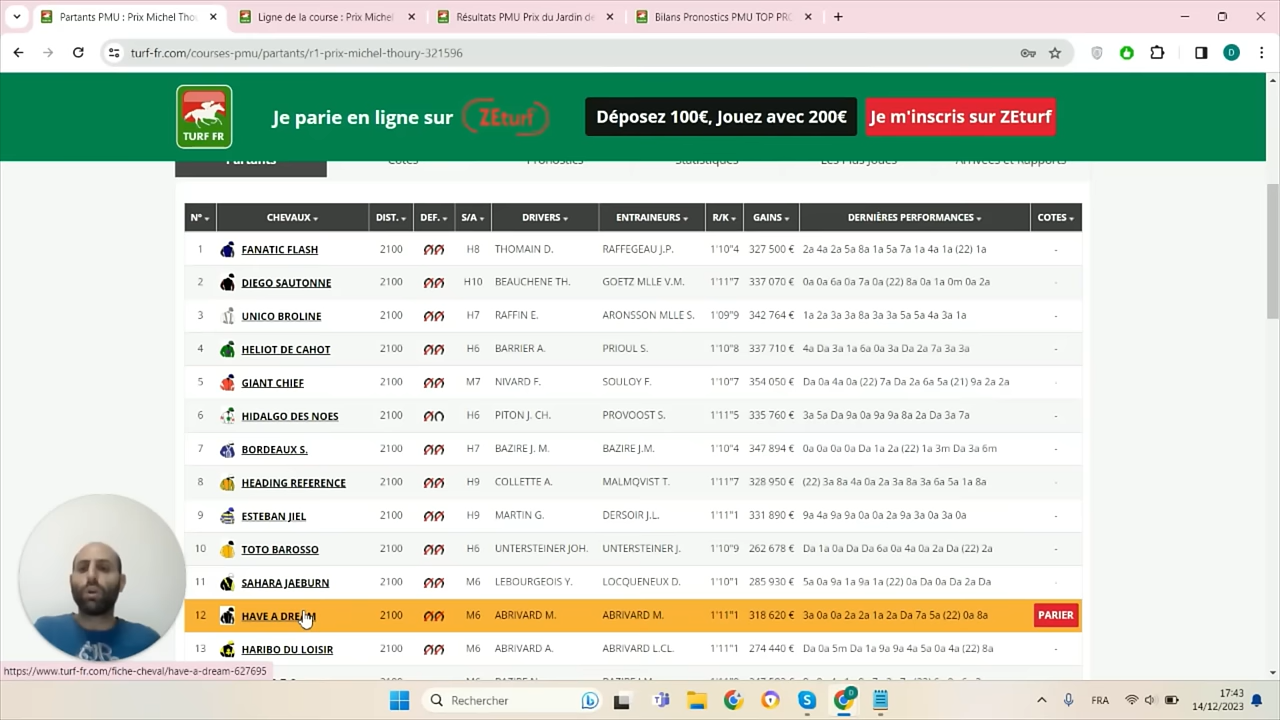 Partants PMU : Prix Michel Thou
Ligne de la course : Prix Michel
Résultats PMU Prix du Jardin de
Bilans Pronostics PMU TOP PRO
turf-fr.com/courses-pmu/partants/r1-prix-michel-thoury-321596
D
TURF FR
Je parie en ligne sur ZEturf
Déposez 100€, Jouez avec 200€
Je m'inscris sur ZEturf
Partants Cotes Pronostics Statistiques Les Plus Joués Arrivées et Rapports
N° CHEVAUX DIST. DEF. S/A DRIVERS ENTRAINEURS R/K GAINS DERNIÈRES PERFORMANCES COTES
1 FANATIC FLASH 2100 H8 THOMAIN D. RAFFEGEAU J.P. 1'10"4 327 500 € 2a 4a 2a 5a 8a 1a 5a 7a 1a 4a 1a (22) 1a -
2 DIEGO SAUTONNE 2100 H10 BEAUCHENE TH. GOETZ MLLE V.M. 1'11"7 337 070 € 0a 0a 6a 0a 7a 0a (22) 8a 0a 1a 0m 0a 2a -
3 UNICO BROLINE 2100 H7 RAFFIN E. ARONSSON MLLE S. 1'09"9 342 764 € 1a 2a 3a 3a 8a 3a 3a 5a 5a 4a 3a 1a -
4 HELIOT DE CAHOT 2100 H6 BARRIER A. PRIOUL S. 1'10"8 337 710 € 4a Da 3a 1a 6a 0a 3a Da 2a 7a 3a 3a -
5 GIANT CHIEF 2100 M7 NIVARD F. SOULOY F. 1'10"7 354 050 € Da 0a 4a 0a (22) 7a Da 2a 6a 5a (21) 9a 2a 2a -
6 HIDALGO DES NOES 2100 H6 PITON J. CH. PROVOOST S. 1'11"5 335 760 € 3a 5a Da 9a 0a 9a 9a 8a 2a Da 3a 7a -
7 BORDEAUX S. 2100 H7 BAZIRE J. M. BAZIRE J.M. 1'10"7 347 894 € 0a 0a 0a 0a Da 1a 2a (22) 1a 3m Da 3a 6m -
8 HEADING REFERENCE 2100 H9 COLLETTE A. MALMQVIST T. 1'11"7 328 950 € (22) 3a 8a 4a 0a 2a 3a 8a 3a 6a 5a 1a 8a -
9 ESTEBAN JIEL 2100 H9 MARTIN G. DERSOIR J.L. 1'11"1 331 890 € 9a 4a 9a 9a 0a 0a 2a 9a 3a 0a 3a 0a -
10 TOTO BAROSSO 2100 H6 UNTERSTEINER JOH. UNTERSTEINER J. 1'10"9 262 678 € Da 1a 0a Da Da 6a 0a 4a 0a 2a Da (22) 2a -
11 SAHARA JAEBURN 2100 M6 LEBOURGEOIS Y. LOCQUENEUX D. 1'10"1 285 930 € 5a 0a 9a 1a 9a 1a (22) 0a Da 0a Da 2a Da -
12 HAVE A DREAM 2100 M6 ABRIVARD M. ABRIVARD M. 1'11"1 318 620 € 3a 0a 0a 2a 2a 1a 2a Da 7a 5a (22) 0a 8a PARIER
13 HARIBO DU LOISIR 2100 M6 ABRIVARD A. ABRIVARD L.CL. 1'11"0 274 440 € Da 0a 5m Da 1a 9a 9a 4a 5a 0a 4a (22) 8a -
https://www.turf-fr.com/fiche-cheval/have-a-dream-627695
Rechercher
FRA
17:43
14/12/2023